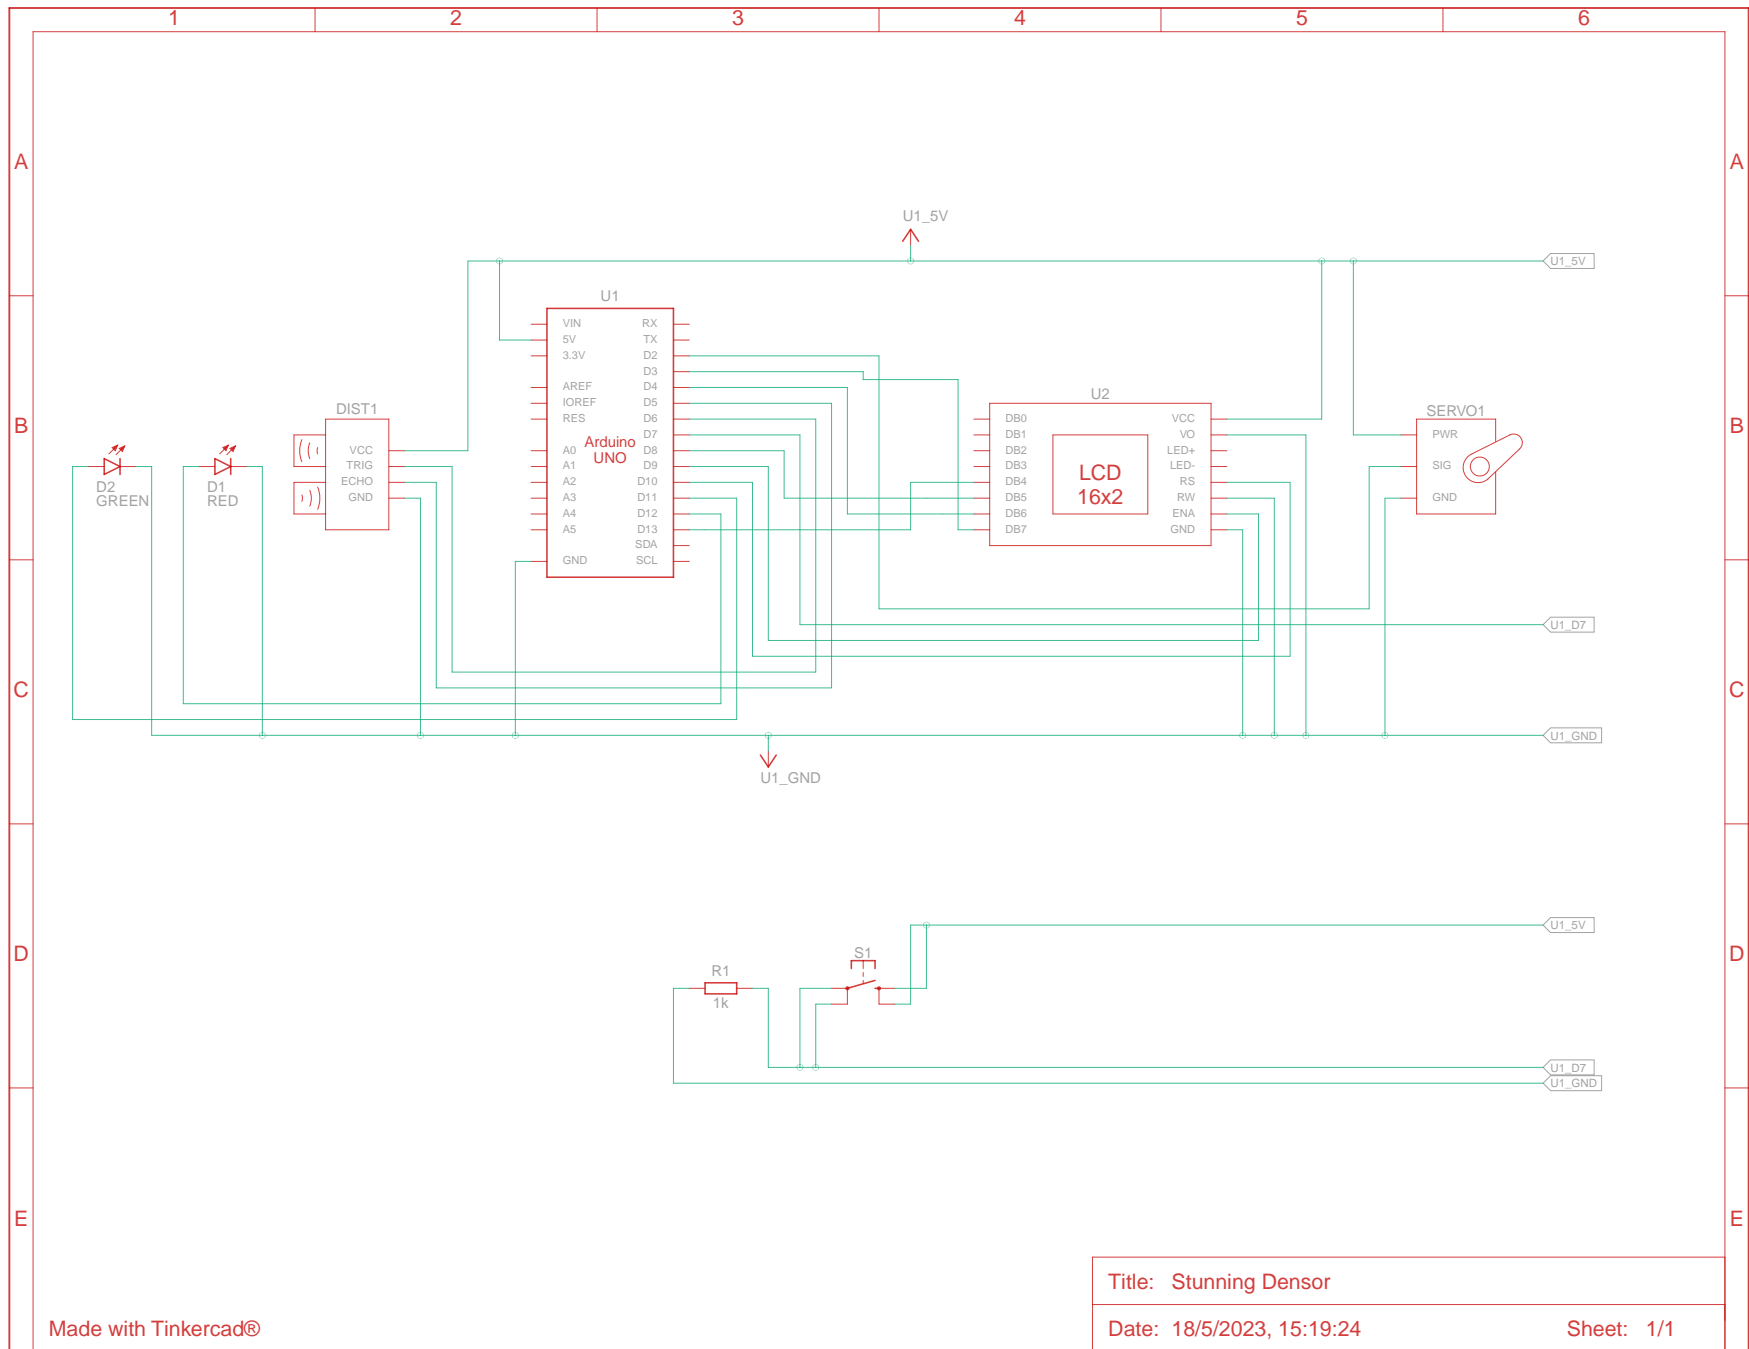 1 2 3 4 5 6
A A
U1_5V
U1_5V
U1
VIN RX
5V TX
3.3V D2
D3
AREF D4
IOREF D5
RES D6
D7
A0 D8
A1 D9
A2 D10
A3 D11
A4 D12
A5 D13
SDA
GND SCL
Arduino
UNO
B B
DIST1
VCC
TRIG
ECHO
GND
D2
GREEN
D1
RED
U2
DB0 VCC
DB1 VO
DB2 LED+
DB3 LED-
DB4 RS
DB5 RW
DB6 ENA
DB7 GND
LCD
16x2
SERVO1
PWR
SIG
GND
U1_D7
C C
U1_GND
U1_GND
U1_5V
D D
S1
R1
1k
U1_D7
U1_GND
E E
Title: Stunning Densor
Made with Tinkercad®
Date: 18/5/2023, 15:19:24 Sheet: 1/1